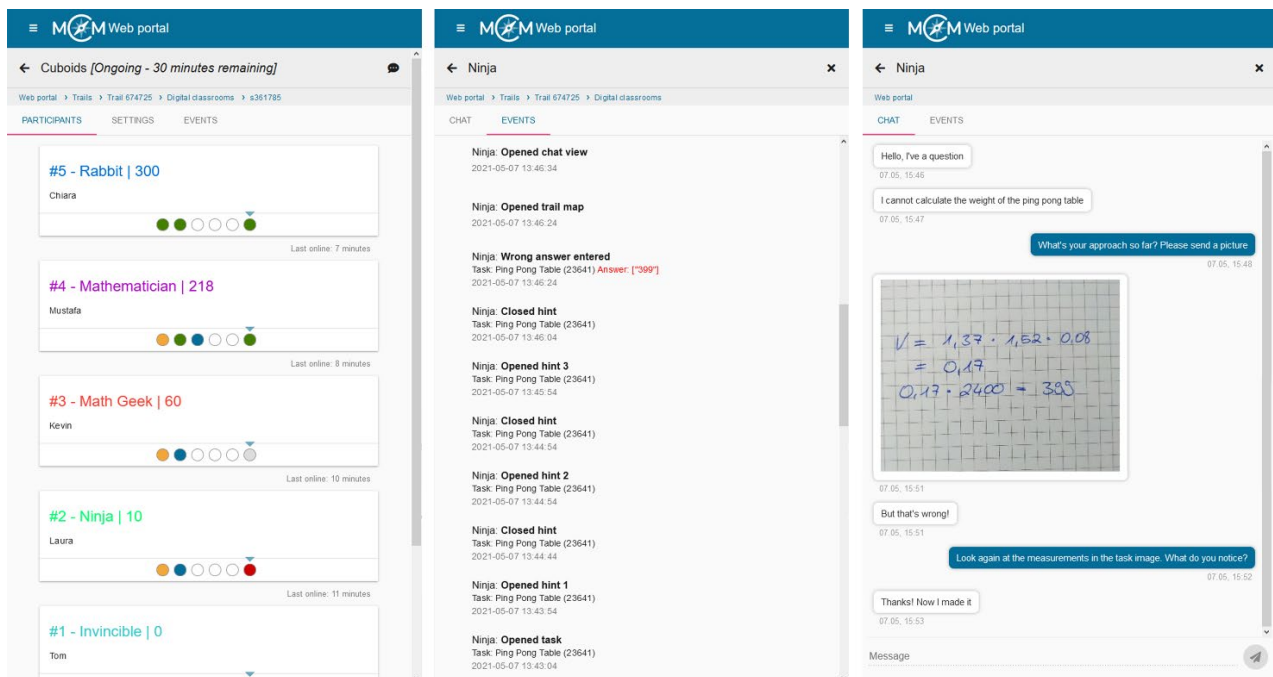 ≡ MCM Web portal
← Cuboids [Ongoing - 30 minutes remaining]
Web portal > Trails > Trail 674725 > Digital classrooms > s361785
PARTICIPANTS SETTINGS EVENTS
#5 - Rabbit | 300
Chiara
Last online: 7 minutes
#4 - Mathematician | 218
Mustafa
Last online: 8 minutes
#3 - Math Geek | 60
Kevin
Last online: 10 minutes
#2 - Ninja | 10
Laura
Last online: 11 minutes
#1 - Invincible | 0
Tom
≡ MCM Web portal
← Ninja ×
Web portal > Trails > Trail 674725 > Digital classrooms
CHAT EVENTS
Ninja: Opened chat view
2021-05-07 13:46:34
Ninja: Opened trail map
2021-05-07 13:46:24
Ninja: Wrong answer entered
Task: Ping Pong Table (23641) Answer: ["399"]
2021-05-07 13:46:24
Ninja: Closed hint
Task: Ping Pong Table (23641)
2021-05-07 13:46:04
Ninja: Opened hint 3
Task: Ping Pong Table (23641)
2021-05-07 13:45:54
Ninja: Closed hint
Task: Ping Pong Table (23641)
2021-05-07 13:44:54
Ninja: Opened hint 2
Task: Ping Pong Table (23641)
2021-05-07 13:44:54
Ninja: Closed hint
Task: Ping Pong Table (23641)
2021-05-07 13:44:44
Ninja: Opened hint 1
Task: Ping Pong Table (23641)
2021-05-07 13:43:54
Ninja: Opened task
Task: Ping Pong Table (23641)
2021-05-07 13:43:04
≡ MCM Web portal
← Ninja ×
Web portal
CHAT EVENTS
Hello, I've a question
07.05, 15:46
I cannot calculate the weight of the ping pong table
07.05, 15:47
What's your approach so far? Please send a picture
07.05, 15:48
V = 1,37 · 1,52 · 0,08
= 0,17
0,17 · 2400 = 399
07.05, 15:51
But that's wrong!
07.05, 15:51
Look again at the measurements in the task image. What do you notice?
07.05, 15:52
Thanks! Now I made it
07.05, 15:53
Message